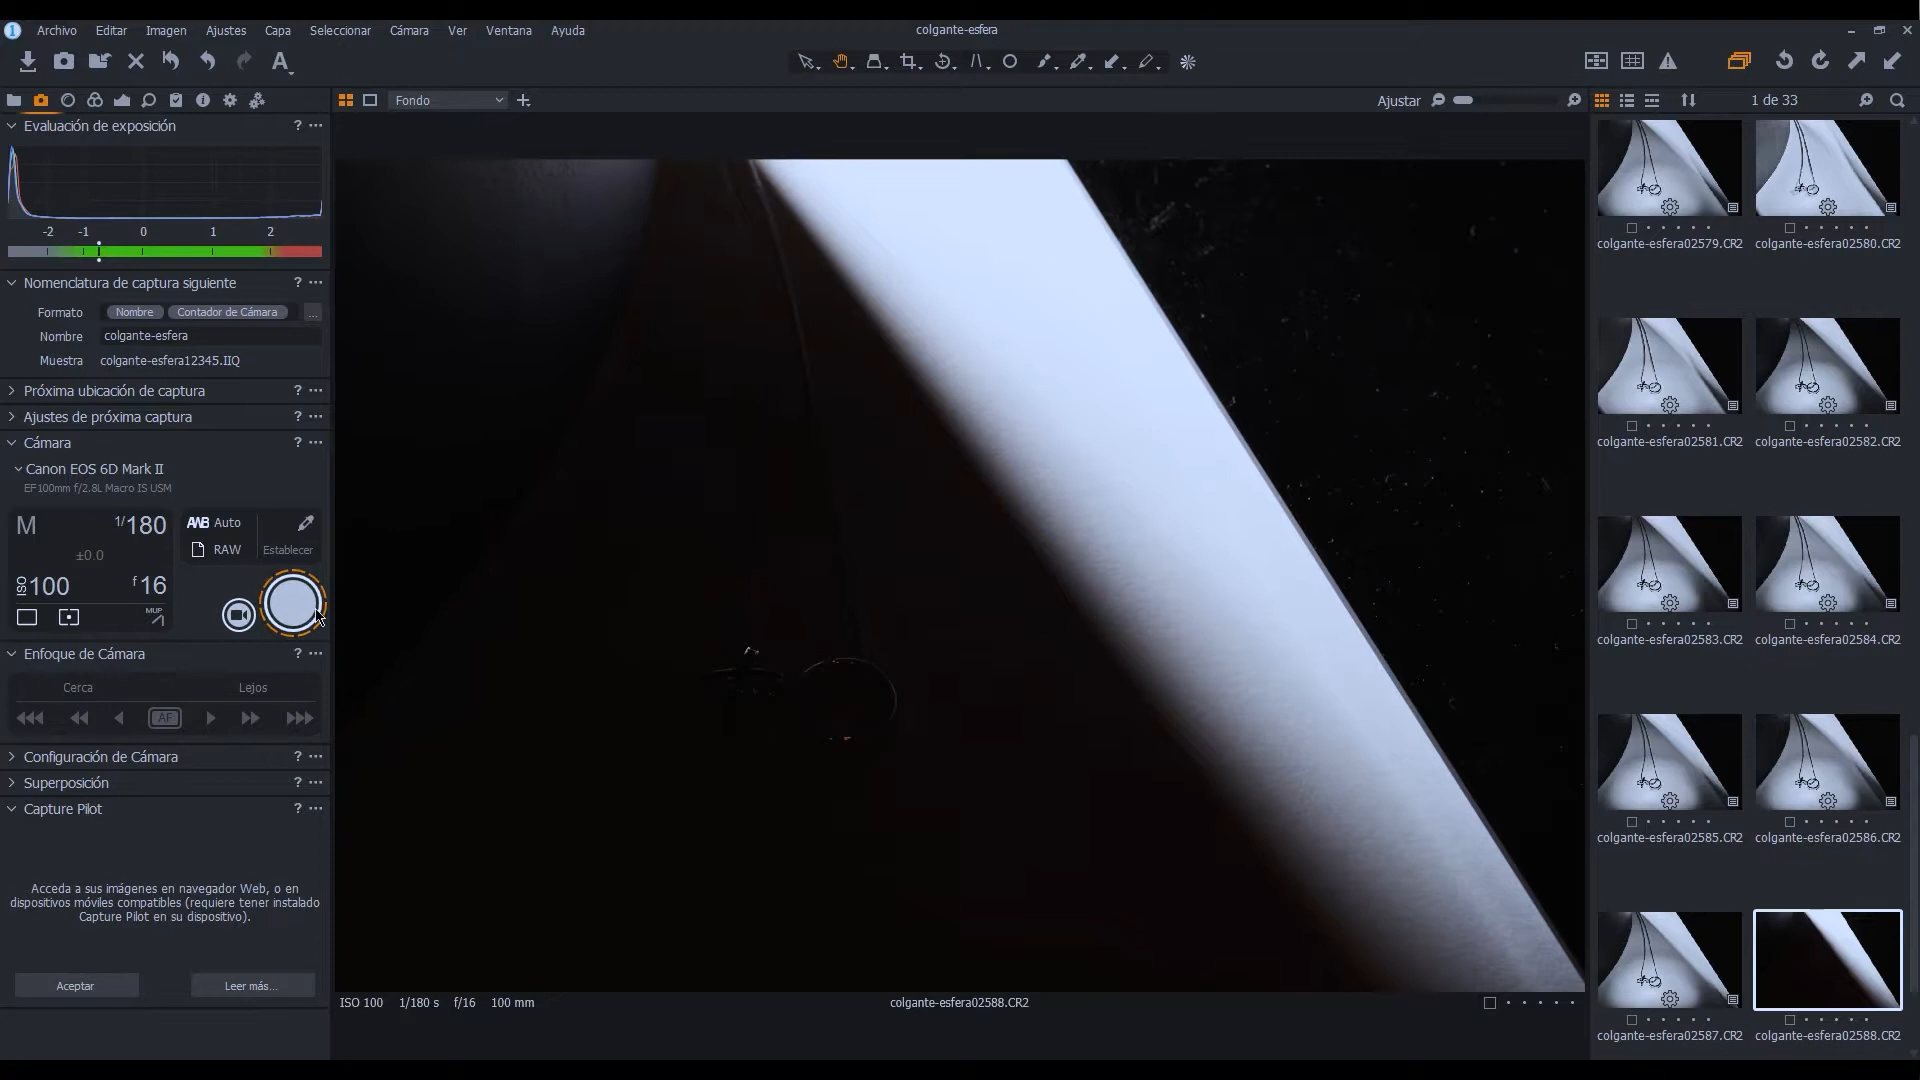 Archivo Editar Imagen Ajustes Capa Seleccionar Cámara Ver Ventana Ayuda
colgante-esfera
Fondo
Ajustar
1 de 33
Evaluación de exposición ? ...
-2 -1 0 1 2
Nomenclatura de captura siguiente ? ...
Formato Nombre Contador de Cámara ...
Nombre colgante-esfera
Muestra colgante-esfera12345.IIQ
Próxima ubicación de captura ? ...
Ajustes de próxima captura ? ...
Cámara ? ...
Canon EOS 6D Mark II
EF100mm f/2.8L Macro IS USM
M 1/180 AWB Auto
±0.0 RAW Establecer
ISO 100 f 16
MUP
Enfoque de Cámara ? ...
Cerca Lejos
AF
Configuración de Cámara ? ...
Superposición ? ...
Capture Pilot ? ...
Acceda a sus imágenes en navegador Web, o en
dispositivos móviles compatibles (requiere tener instalado
Capture Pilot en su dispositivo).
Aceptar Leer más...
ISO 100 1/180 s f/16 100 mm
colgante-esfera02588.CR2
colgante-esfera02579.CR2 colgante-esfera02580.CR2
colgante-esfera02581.CR2 colgante-esfera02582.CR2
colgante-esfera02583.CR2 colgante-esfera02584.CR2
colgante-esfera02585.CR2 colgante-esfera02586.CR2
colgante-esfera02587.CR2 colgante-esfera02588.CR2